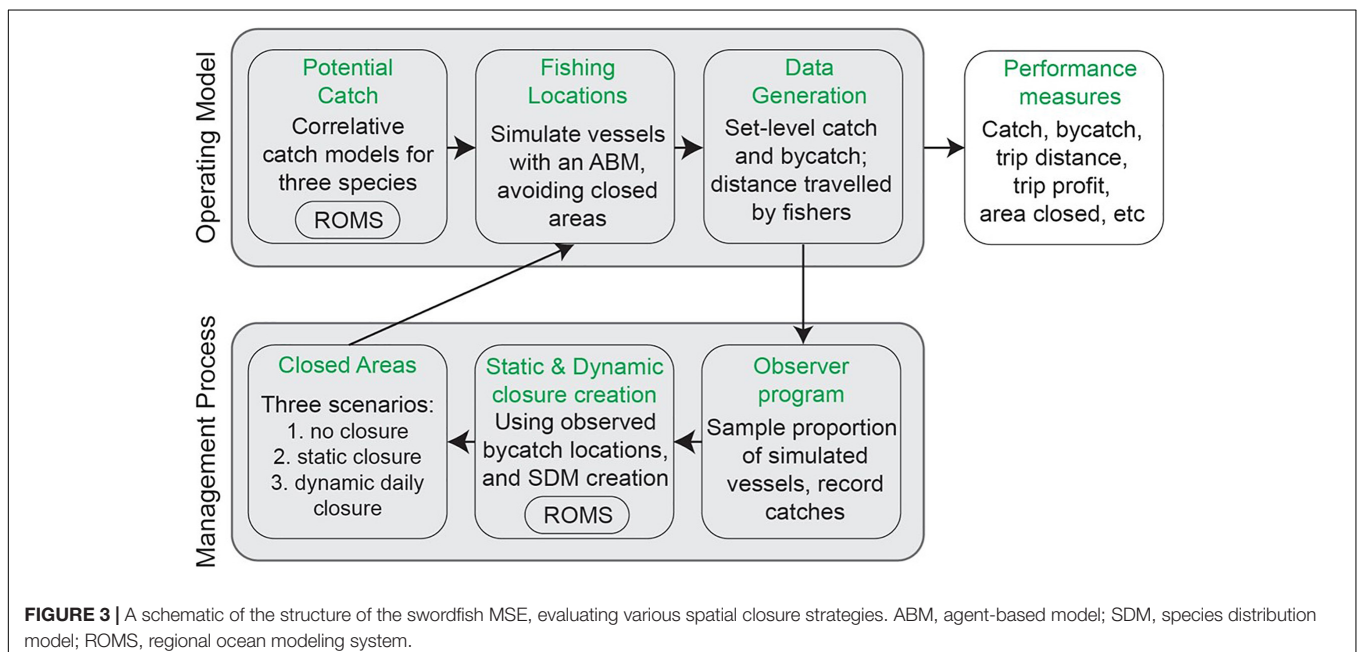 Operating Model
Potential
Catch
Correlative
catch models for
three species
ROMS
Fishing
Locations
Simulate vessels
with an ABM,
avoiding closed
areas
Data
Generation
Set-level catch
and bycatch;
distance travelled
by fishers
Performance
measures
Catch, bycatch,
trip distance,
trip profit,
area closed, etc
Management Process
Closed Areas
Three scenarios:
1. no closure
2. static closure
3. dynamic daily
closure
Static & Dynamic
closure creation
Using observed
bycatch locations,
and SDM creation
ROMS
Observer
program
Sample proportion
of simulated
vessels, record
catches
FIGURE 3 | A schematic of the structure of the swordfish MSE, evaluating various spatial closure strategies. ABM, agent-based model; SDM, species distribution
model; ROMS, regional ocean modeling system.